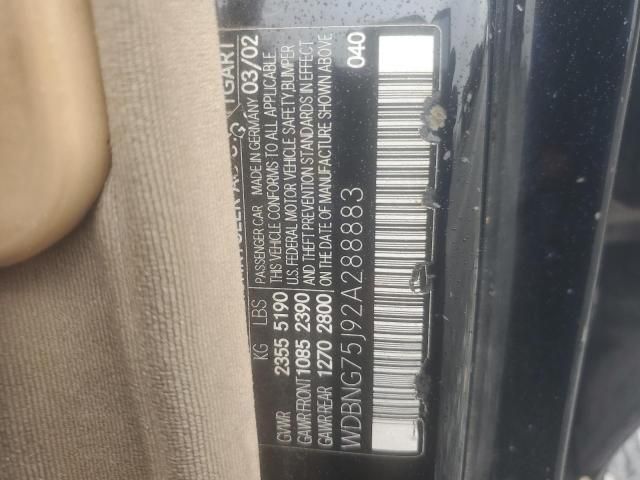 TGART
MADE IN GERMANY 03/02
PASSENGER CAR
THIS VEHICLE CONFORMS TO ALL APPLICABLE
U.S. FEDERAL MOTOR VEHICLE SAFETY, BUMPER
AND THEFT PREVENTION STANDARDS IN EFFECT
ON THE DATE OF MANUFACTURE SHOWN ABOVE
KG LBS
GVWR 2355 5190
GAWR FRONT 1085 2390
GAWR REAR 1270 2800
WDBNG75J92A288883
040